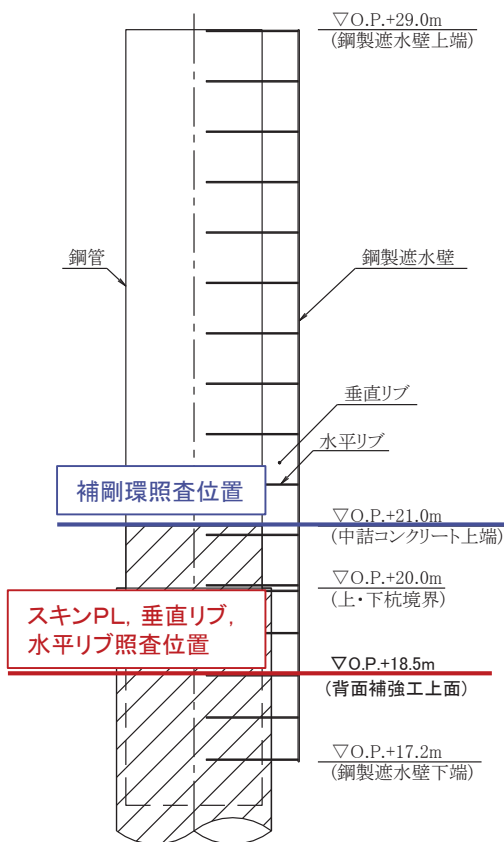 ▽O.P.+29.0m
(鋼製遮水壁上端)
鋼管
鋼製遮水壁
垂直リブ
水平リブ
補剛環照査位置
▽O.P.+21.0m
(中詰コンクリート上端)
▽O.P.+20.0m
(上・下杭境界)
スキンPL, 垂直リブ,
水平リブ照査位置
▽O.P.+18.5m
(背面補強工上面)
▽O.P.+17.2m
(鋼製遮水壁下端)